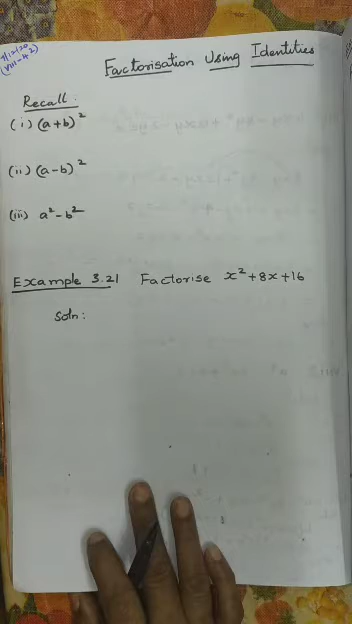 Factorisation Using Identities
Recall:
(i) (a+b)²
(ii) (a-b)²
(iii) a²-b²
Example 3.21 Factorise x²+8x+16
Soln: